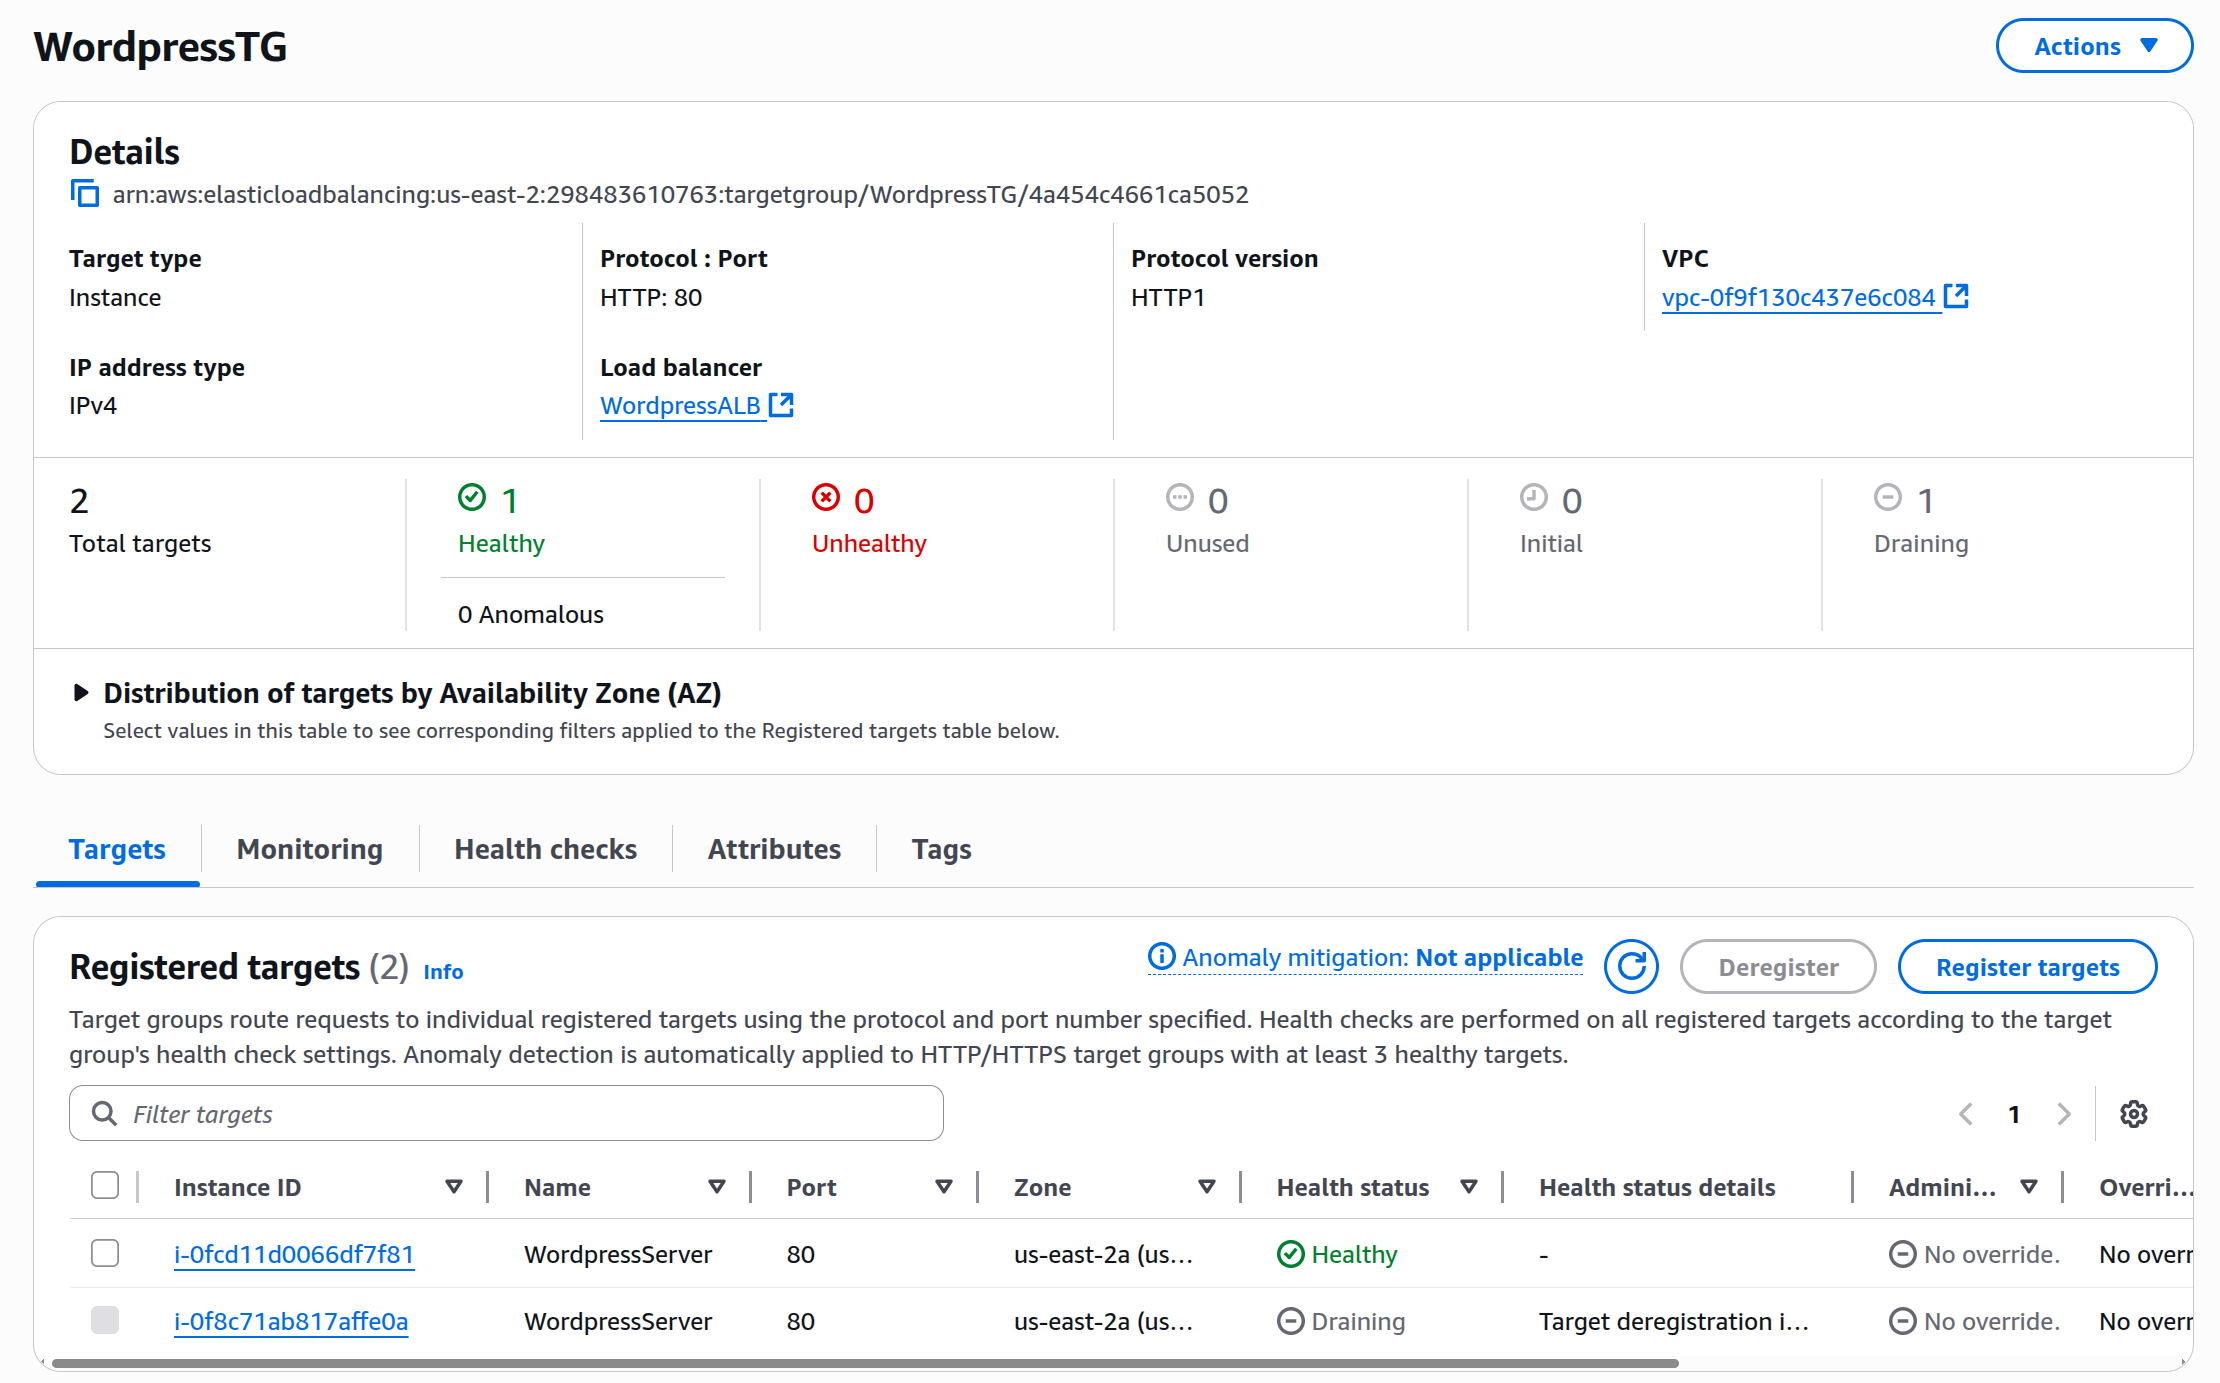 WordpressTG
Actions
Details
arn:aws:elasticloadbalancing:us-east-2:298483610763:targetgroup/WordpressTG/4a454c4661ca5052
Target type
Instance
Protocol : Port
HTTP: 80
Protocol version
HTTP1
VPC
vpc-0f9f130c437e6c084
IP address type
IPv4
Load balancer
WordpressALB
2
Total targets
1
Healthy
0 Anomalous
0
Unhealthy
0
Unused
0
Initial
1
Draining
Distribution of targets by Availability Zone (AZ)
Select values in this table to see corresponding filters applied to the Registered targets table below.
Targets
Monitoring
Health checks
Attributes
Tags
Registered targets (2) Info
Anomaly mitigation: Not applicable
Deregister
Register targets
Target groups route requests to individual registered targets using the protocol and port number specified. Health checks are performed on all registered targets according to the target
group's health check settings. Anomaly detection is automatically applied to HTTP/HTTPS target groups with at least 3 healthy targets.
Filter targets
1
Instance ID Name Port Zone Health status Health status details Admini... Overri...
i-0fcd11d0066df7f81 WordpressServer 80 us-east-2a (us... Healthy - No override. No overr
i-0f8c71ab817affe0a WordpressServer 80 us-east-2a (us... Draining Target deregistration i... No override. No overr